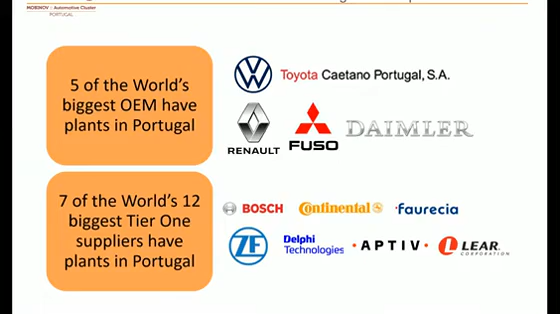 MOBINOV | Automotive Cluster
PORTUGAL
5 of the World's
biggest OEM have
plants in Portugal
Toyota Caetano Portugal, S.A.
RENAULT
FUSO
DAIMLER
7 of the World's 12
biggest Tier One
suppliers have
plants in Portugal
BOSCH
Continental
faurecia
ZF
Delphi
Technologies
• APTIV •
LEAR
CORPORATION